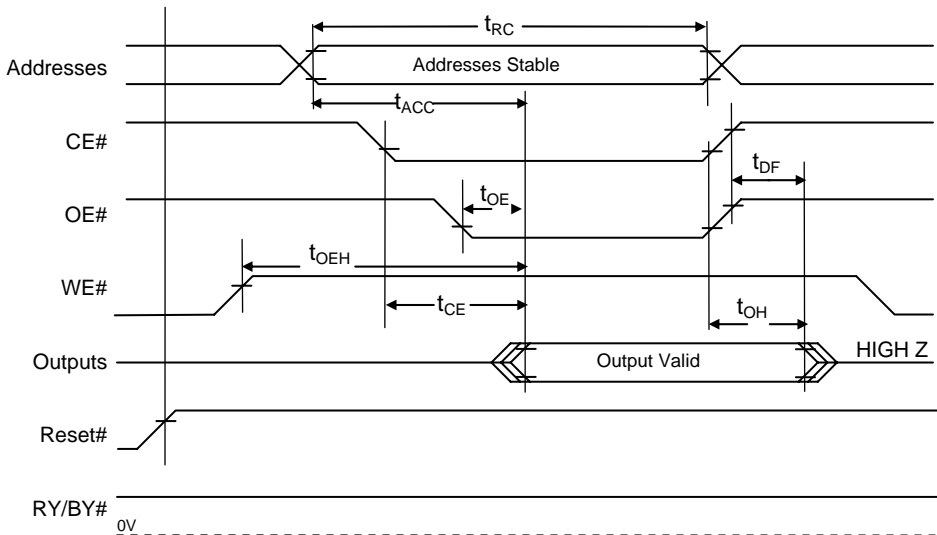 tRC
Addresses
Addresses Stable
tACC
CE#
tDF
OE#
tOE
tOEH
WE#
tCE
tOH
Outputs
Output Valid
HIGH Z
Reset#
RY/BY#
0V